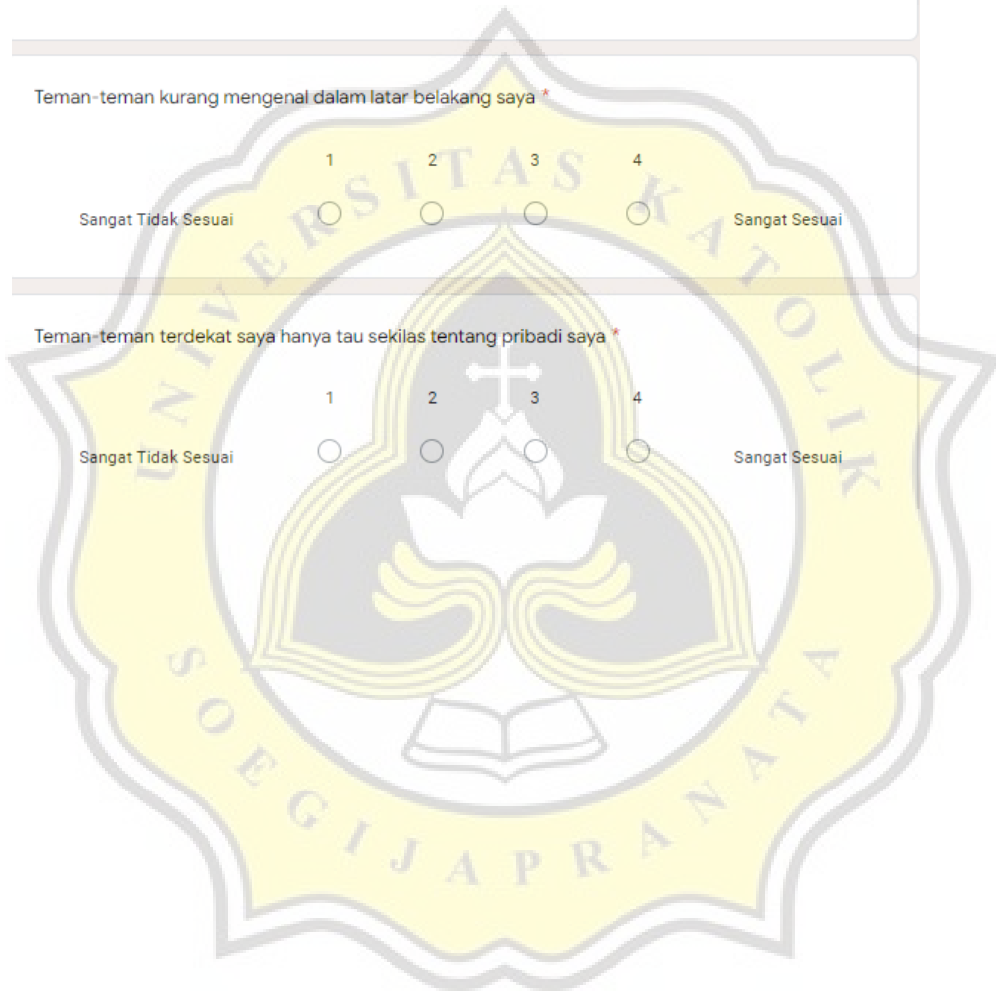 Teman-teman kurang mengenal dalam latar belakang saya *
1 2 3 4
Sangat Tidak Sesuai Sangat Sesuai
Teman-teman terdekat saya hanya tau sekilas tentang pribadi saya *
1 2 3 4
Sangat Tidak Sesuai Sangat Sesuai
UNIVERSITAS KATOLIK
SOEGIJAPRANATA